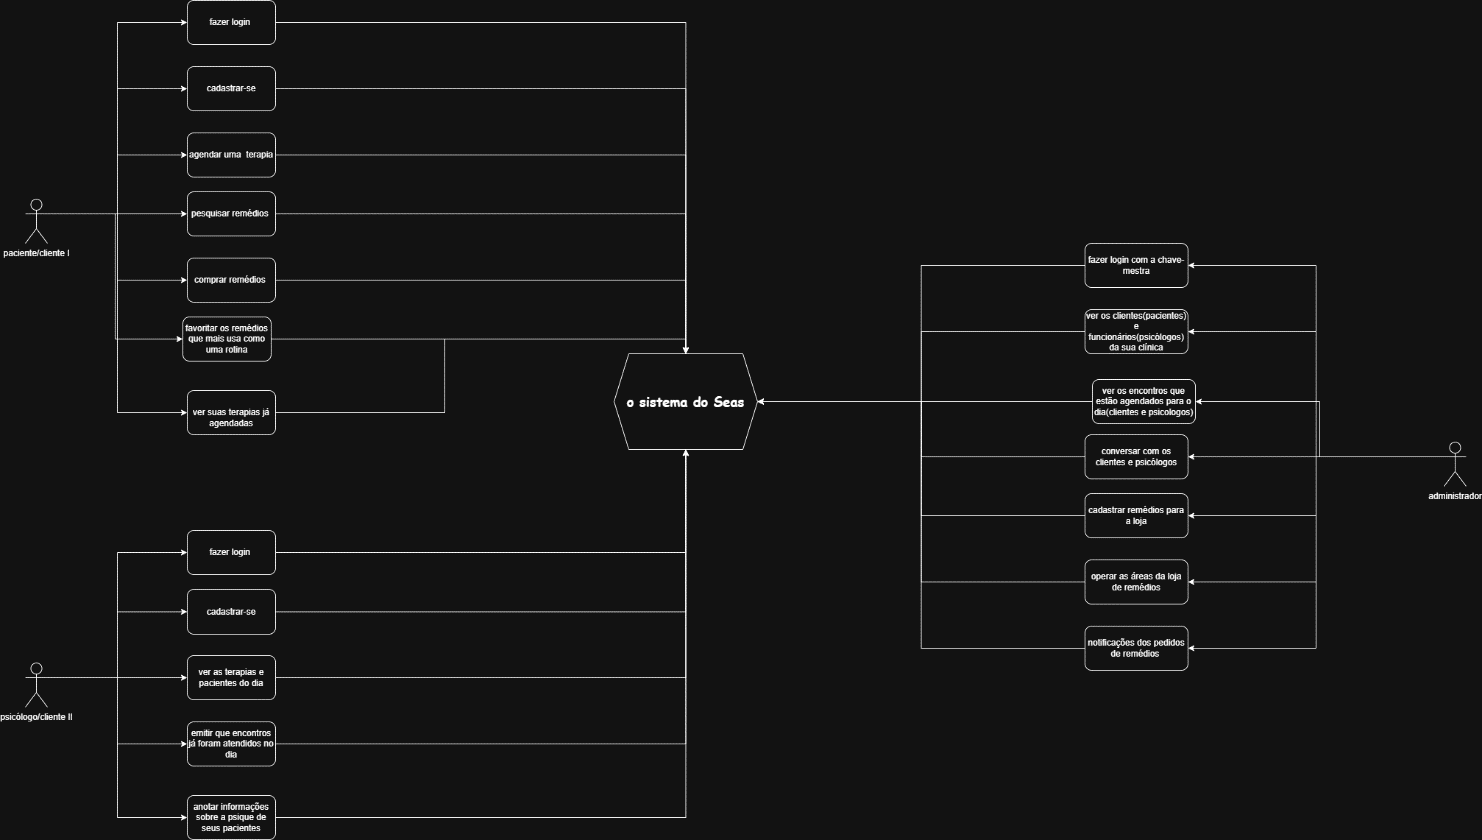 fazer login
cadastrar-se
agendar uma terapia
pesquisar remédios
paciente/cliente I
comprar remédios
favoritar os remédios
que mais usa como
uma rotina
ver suas terapias já
agendadas
o sistema do Seas
fazer login com a chave-
mestra
ver os clientes(pacientes)
e
funcionários(psicólogos)
da sua clínica
ver os encontros que
estão agendados para o
dia(clientes e psicologos)
conversar com os
clientes e psicólogos
administrador
cadastrar remédios para
a loja
operar as áreas da loja
de remédios
notificações dos pedidos
de remédios
fazer login
cadastrar-se
ver as terapias e
pacientes do dia
psicólogo/cliente II
emitir que encontros
já foram atendidos no
dia
anotar informações
sobre a psique de
seus pacientes